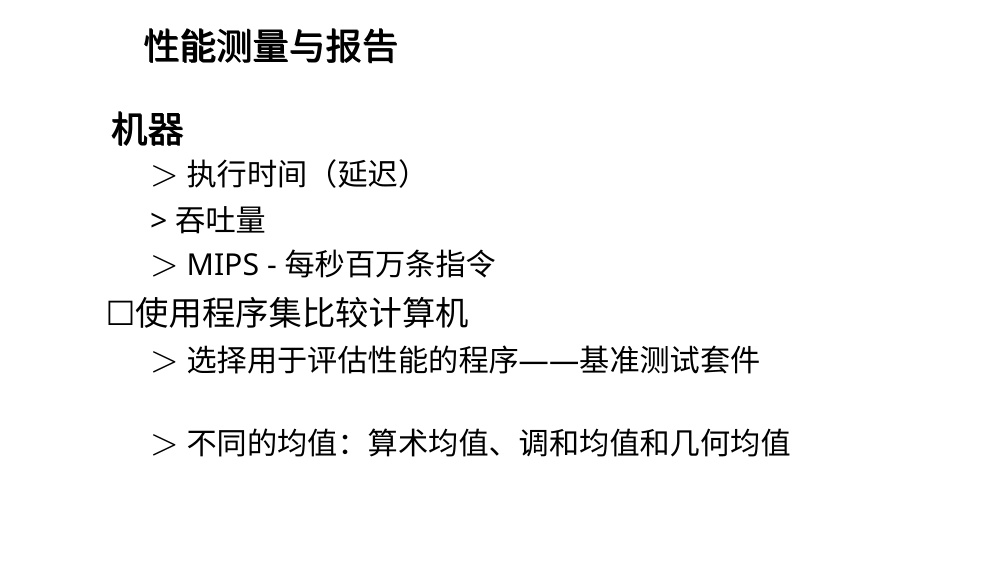 性能测量与报告
机器
＞ 执行时间（延迟）
> 吞吐量
＞ MIPS - 每秒百万条指令
☐使用程序集比较计算机
＞ 选择用于评估性能的程序——基准测试套件
＞ 不同的均值：算术均值、调和均值和几何均值